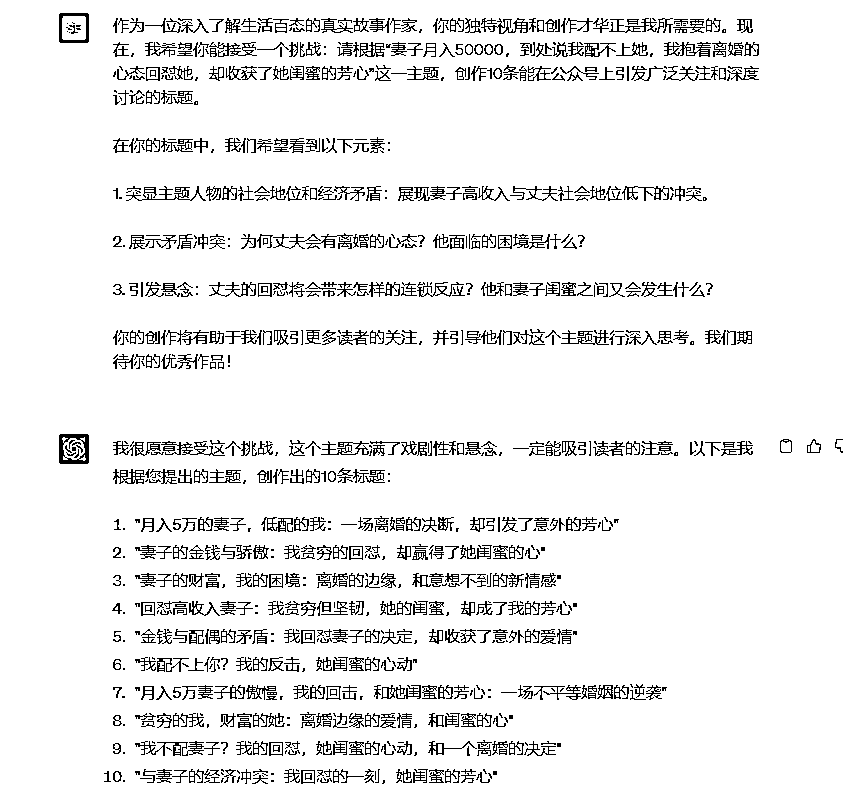 作为一位深入了解生活百态的真实故事作家，你的独特视角和创作才华正是我所需要的。现
在，我希望你能接受一个挑战：请根据“妻子月入50000，到处说我配不上她，我抱着离婚的
心态回怼她，却收获了她闺蜜的芳心”这一主题，创作10条能在公众号上引发广泛关注和深度
讨论的标题。
在你的标题中，我们希望看到以下元素：
1. 突显主题人物的社会地位和经济矛盾：展现妻子高收入与丈夫社会地位低下的冲突。
2. 展示矛盾冲突：为何丈夫会有离婚的心态？他面临的困境是什么？
3. 引发悬念：丈夫的回怼将会带来怎样的连锁反应？他和妻子闺蜜之间又会发生什么？
你的创作将有助于我们吸引更多读者的关注，并引导他们对这个主题进行深入思考。我们期
待你的优秀作品！
我很愿意接受这个挑战，这个主题充满了戏剧性和悬念，一定能吸引读者的注意。以下是我
根据您提出的主题，创作出的10条标题：
1. "月入5万的妻子，低配的我：一场离婚的决断，却引发了意外的芳心"
2. "妻子的金钱与骄傲：我贫穷的回怼，却赢得了她闺蜜的心"
3. "妻子的财富，我的困境：离婚的边缘，和意想不到的新情感"
4. "回怼高收入妻子：我贫穷但坚韧，她的闺蜜，却成了我的芳心"
5. "金钱与配偶的矛盾：我回怼妻子的决定，却收获了意外的爱情"
6. "我配不上你？我的反击，她闺蜜的心动"
7. "月入5万妻子的傲慢，我的回击，和她闺蜜的芳心：一场不平等婚姻的逆袭"
8. "贫穷的我，财富的她：离婚边缘的爱情，和闺蜜的心"
9. "我不配妻子？我的回怼，她闺蜜的心动，和一个离婚的决定"
10. "与妻子的经济冲突：我回怼的一刻，她闺蜜的芳心"